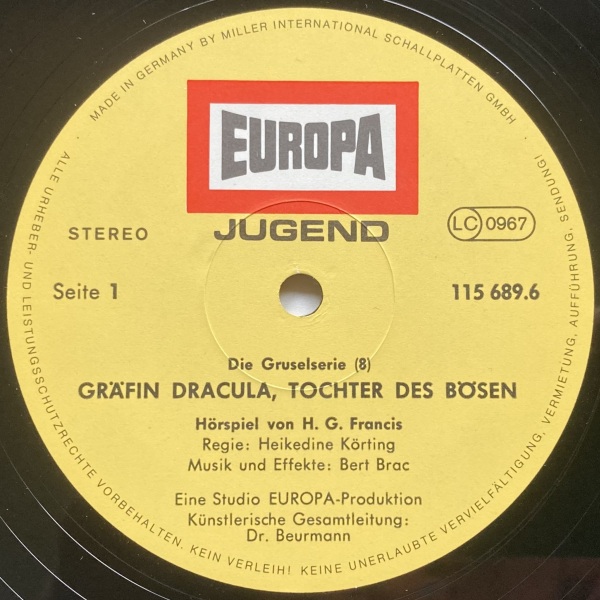 MADE IN GERMANY BY MILLER INTERNATIONAL SCHALLPLATTEN GMBH
EUROPA
JUGEND
STEREO
LC 0967
Seite 1
115 689.6
Die Gruselserie (8)
GRÄFIN DRACULA, TOCHTER DES BÖSEN
Hörspiel von H. G. Francis
Regie: Heikedine Körting
Musik und Effekte: Bert Brac
Eine Studio EUROPA-Produktion
Künstlerische Gesamtleitung:
Dr. Beurmann
ALLE URHEBER- UND LEISTUNGSSCHUTZRECHTE VORBEHALTEN. KEIN VERLEIH! KEINE UNERLAUBTE VERVIELFÄLTIGUNG, VERMIETUNG, AUFFÜHRUNG, SENDUNG!